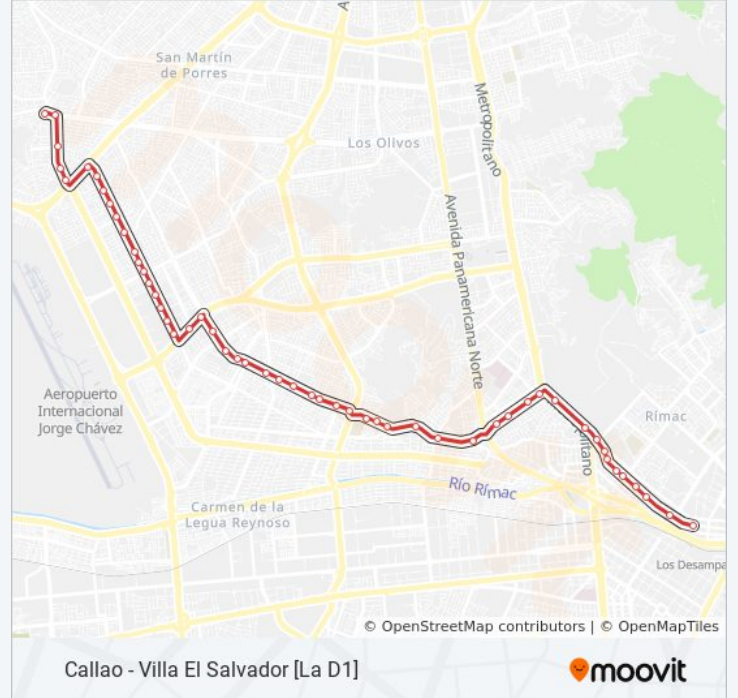 San Martín
de Porres
Los Olivos
Metropolitano
Avenida Panamericana Norte
Aeropuerto
Internacional
Jorge Chávez
Rímac
olitano
Río Rímac
Carmen de la
Legua Reynoso
Los Desampa
© OpenStreetMap contributors | © OpenMapTiles
Callao - Villa El Salvador [La D1]
moovit